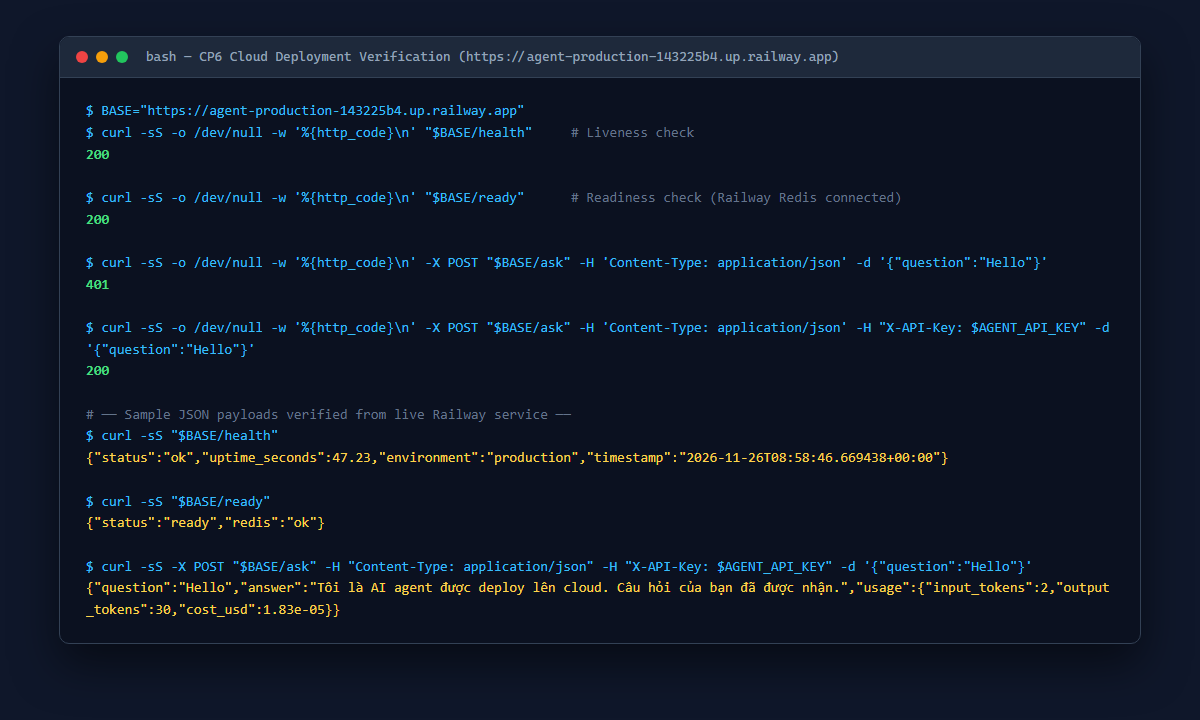 bash — CP6 Cloud Deployment Verification (https://agent-production-143225b4.up.railway.app)
$ BASE="https://agent-production-143225b4.up.railway.app"
$ curl -sS -o /dev/null -w '%{http_code}\n' "$BASE/health"     # Liveness check
200
$ curl -sS -o /dev/null -w '%{http_code}\n' "$BASE/ready"      # Readiness check (Railway Redis connected)
200
$ curl -sS -o /dev/null -w '%{http_code}\n' -X POST "$BASE/ask" -H 'Content-Type: application/json' -d '{"question":"Hello"}'
401
$ curl -sS -o /dev/null -w '%{http_code}\n' -X POST "$BASE/ask" -H 'Content-Type: application/json' -H "X-API-Key: $AGENT_API_KEY" -d
'{"question":"Hello"}'
200
# —— Sample JSON payloads verified from live Railway service ——
$ curl -sS "$BASE/health"
{"status":"ok","uptime_seconds":47.23,"environment":"production","timestamp":"2026-11-26T08:58:46.669438+00:00"}
$ curl -sS "$BASE/ready"
{"status":"ready","redis":"ok"}
$ curl -sS -X POST "$BASE/ask" -H "Content-Type: application/json" -H "X-API-Key: $AGENT_API_KEY" -d '{"question":"Hello"}'
{"question":"Hello","answer":"Tôi là AI agent được deploy lên cloud. Câu hỏi của bạn đã được nhận.","usage":{"input_tokens":2,"output
_tokens":30,"cost_usd":1.83e-05}}